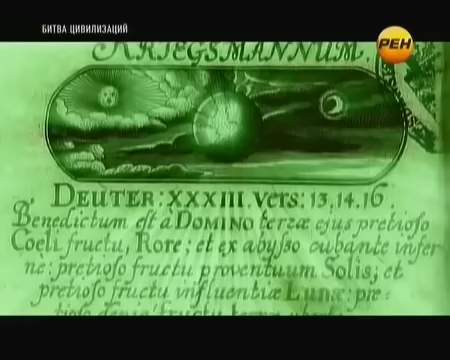 БИТВА ЦИВИЛИЗАЦИЙ
РЕН
KRIEGSMANNUM.
DEUTER: XXXIII. vers: 13, 14. 16
Benedictum est à DOMINO terræ ejus pretioso
Coeli fructu, Rore; et ex abysso cubante infer
ne: pretioso fructu proventuum Solis; et
pretioso fructu influentiæ Lunæ: pre-